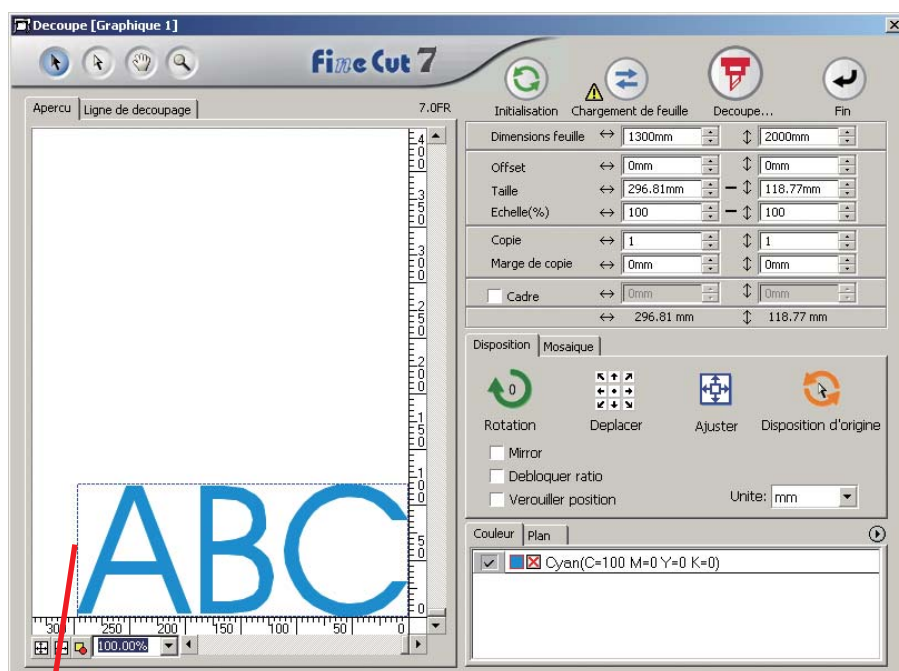 Decoupe [Graphique 1]
Fine Cut 7
Apercu
Ligne de decoupage
7.0FR
Initialisation
Chargement de feuille
Decoupe...
Fin
Dimensions feuille 1300mm 2000mm
Offset 0mm 0mm
Taille 296.81mm 118.77mm
Echelle(%) 100 100
Copie 1 1
Marge de copie 0mm 0mm
Cadre 0mm 0mm
296.81 mm 118.77 mm
Disposition
Mosaique
0
Rotation
Deplacer
Ajuster
Disposition d'origine
Mirror
Debloquer ratio
Verouiller position
Unite: mm
Couleur
Plan
Cyan(C=100 M=0 Y=0 K=0)
400
350
300
250
200
150
100
50
0
ABC
300 250 200 150 100 50 0
100.00%